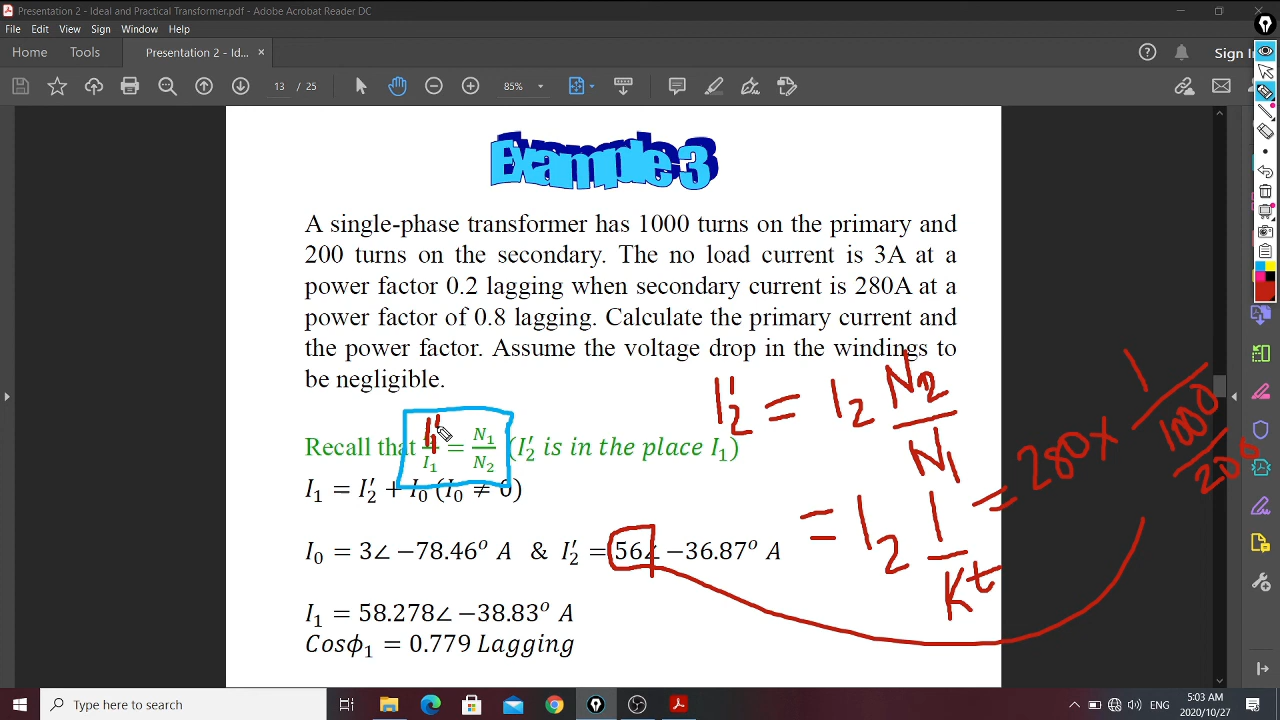 Presentation 2 - Ideal and Practical Transformer.pdf - Adobe Acrobat Reader DC
File Edit View Sign Window Help
Home Tools Presentation 2 - Id... × Sign In
13 / 25 85%
Example 3
A single-phase transformer has 1000 turns on the primary and
200 turns on the secondary. The no load current is 3A at a
power factor 0.2 lagging when secondary current is 280A at a
power factor of 0.8 lagging. Calculate the primary current and
the power factor. Assume the voltage drop in the windings to
be negligible.
I₂′ = I₂ N₂/N₁
Recall that /I₁ = N₁/N₂ (I₂′ is in the place I₁)
I₁ = I₂′ + I₀ (I₀ ≠ 0)
= I₂ 1/Kt = 280 × 1/(1000/200)
I₀ = 3∠ −78.46° A & I₂′ = 56∠ −36.87° A
I₁ = 58.278∠ −38.83° A
Cosϕ₁ = 0.779 Lagging
Type here to search
ENG
5:03 AM
2020/10/27